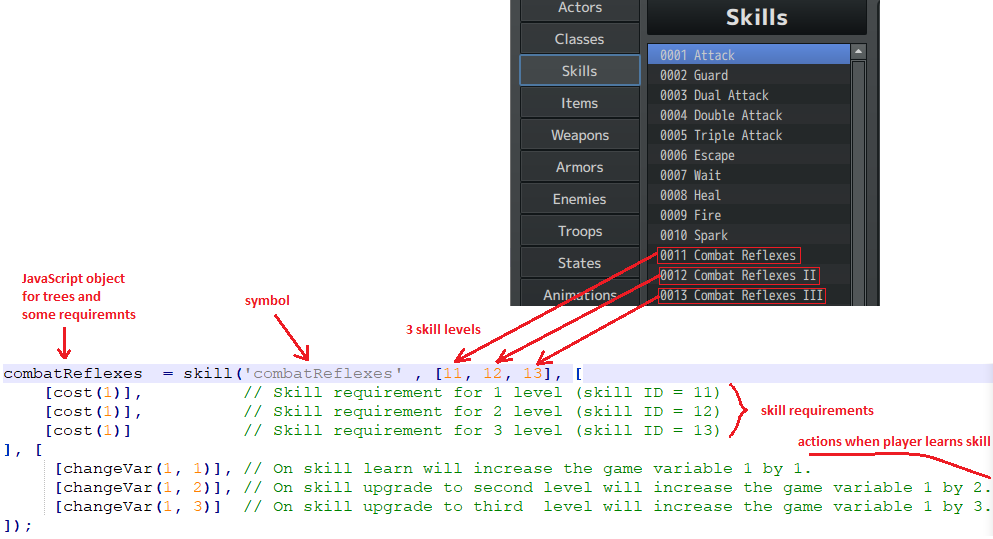 Actors
Classes
Skills
Items
Weapons
Armors
Enemies
Troops
States
Animations
Skills
0001 Attack
0002 Guard
0003 Dual Attack
0004 Double Attack
0005 Triple Attack
0006 Escape
0007 Wait
0008 Heal
0009 Fire
0010 Spark
0011 Combat Reflexes
0012 Combat Reflexes II
0013 Combat Reflexes III
JavaScript object
for trees and
some requiremnts
symbol
3 skill levels
combatReflexes = skill('combatReflexes' , [11, 12, 13], [
[cost(1)], // Skill requirement for 1 level (skill ID = 11)
[cost(1)], // Skill requirement for 2 level (skill ID = 12)
[cost(1)] // Skill requirement for 3 level (skill ID = 13)
skill requirements
actions when player learns skill
], [
[changeVar(1, 1)], // On skill learn will increase the game variable 1 by 1.
[changeVar(1, 2)], // On skill upgrade to second level will increase the game variable 1 by 2.
[changeVar(1, 3)] // On skill upgrade to third  level will increase the game variable 1 by 3.
]);